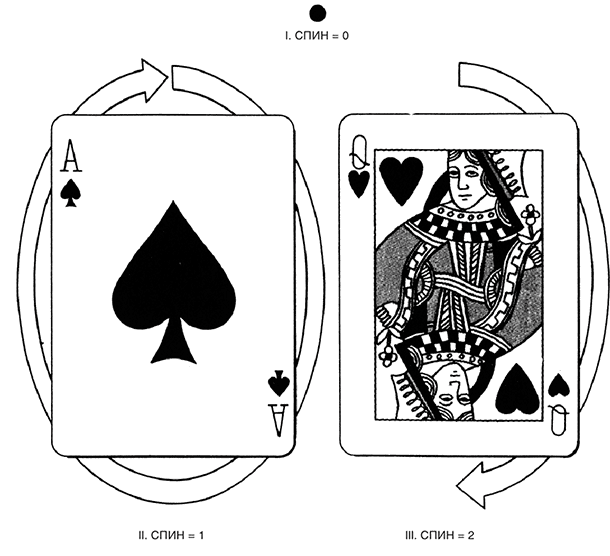 I. СПИН = 0
A
A
Q
Q
II. СПИН = 1
III. СПИН = 2